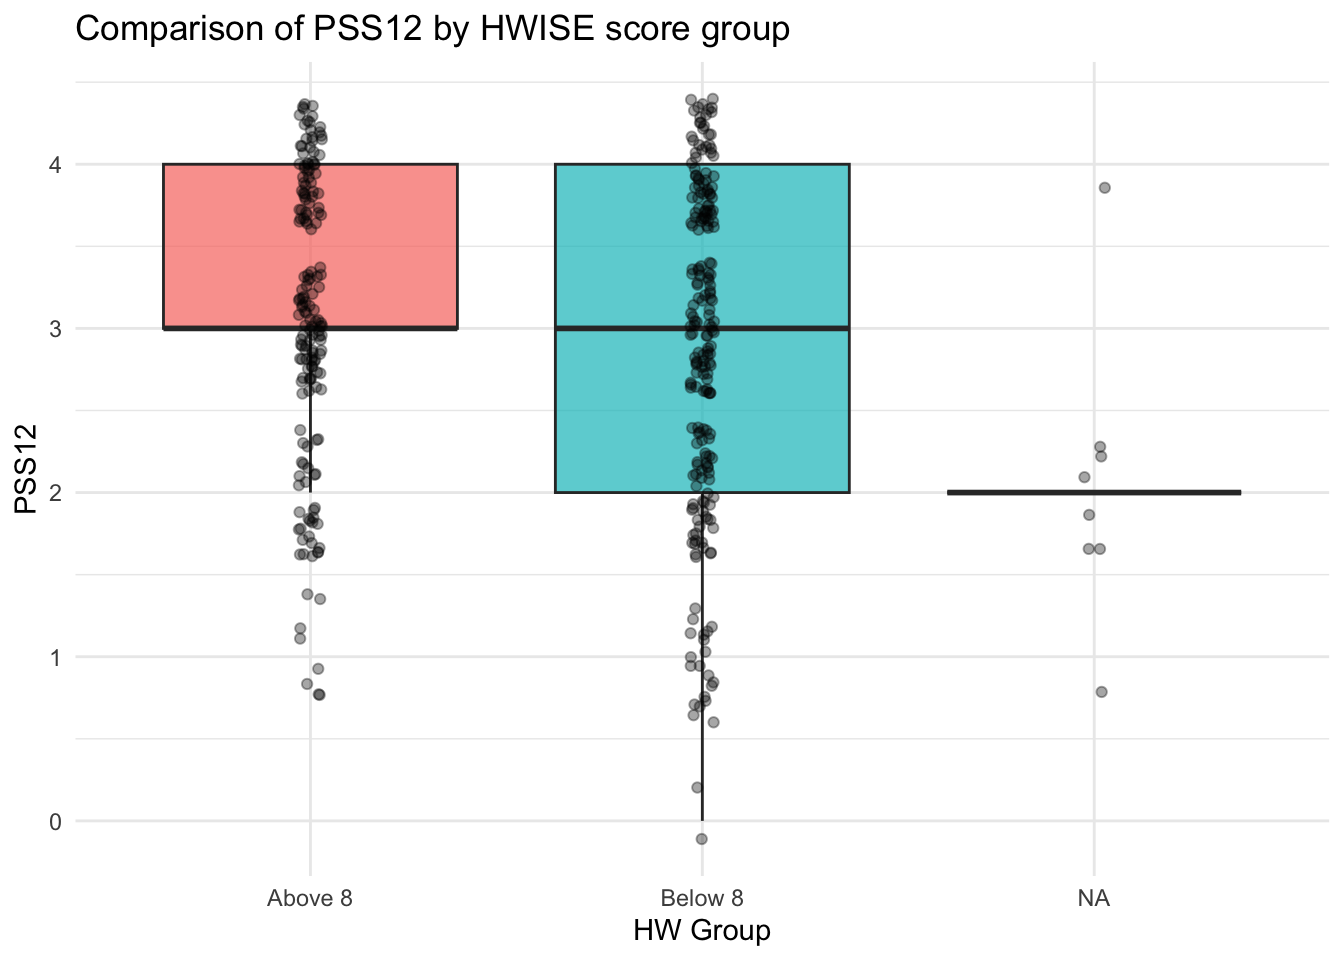 Comparison of PSS12 by HWISE score group
PSS12
4
3
2
1
0
Above 8
Below 8
NA
HW Group